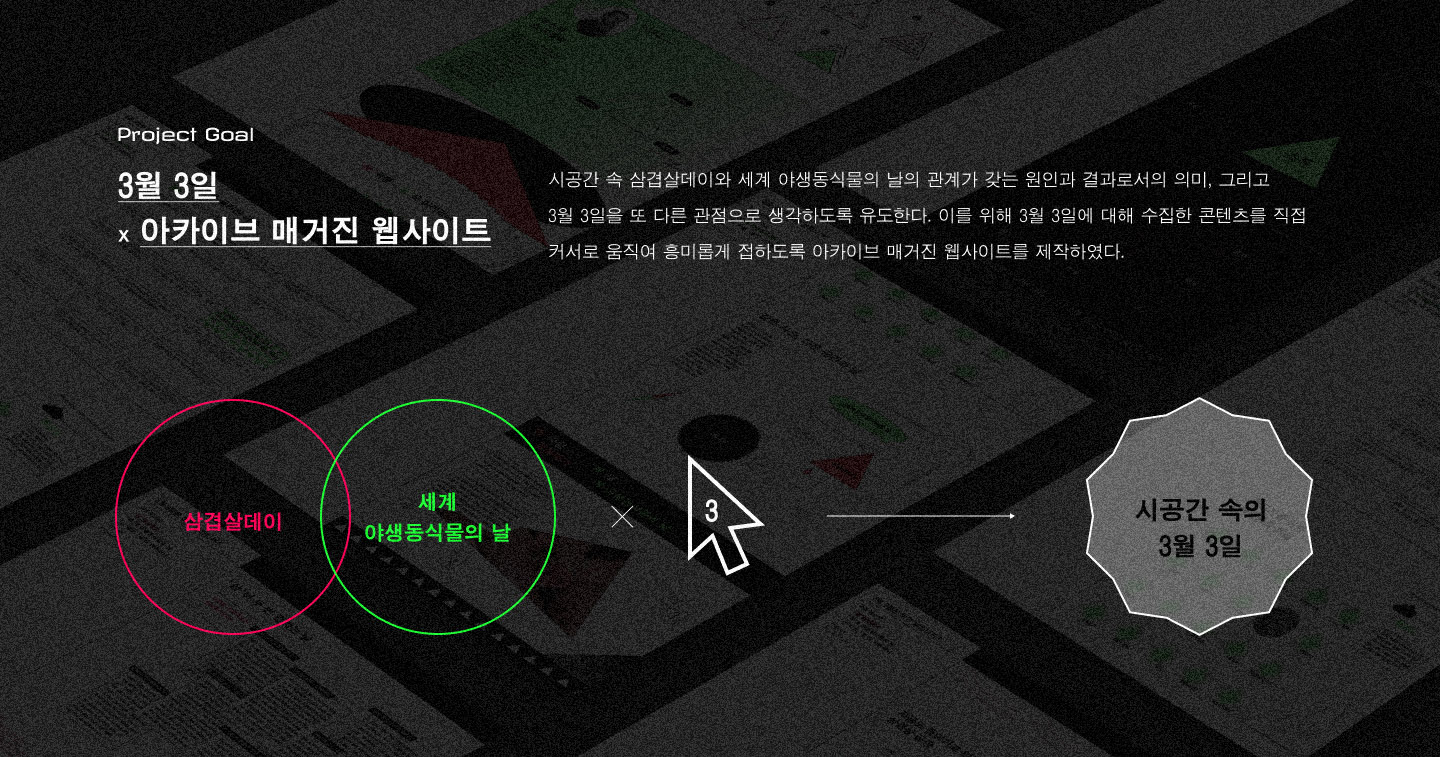 Project Goal
3월 3일
x 아카이브 매거진 웹사이트
시공간 속 삼겹살데이와 세계 야생동식물의 날의 관계가 갖는 원인과 결과로서의 의미, 그리고
3월 3일을 또 다른 관점으로 생각하도록 유도한다. 이를 위해 3월 3일에 대해 수집한 콘텐츠를 직접
커서로 움직여 흥미롭게 접하도록 아카이브 매거진 웹사이트를 제작하였다.
삼겹살데이
세계
야생동식물의 날
3
시공간 속의
3월 3일